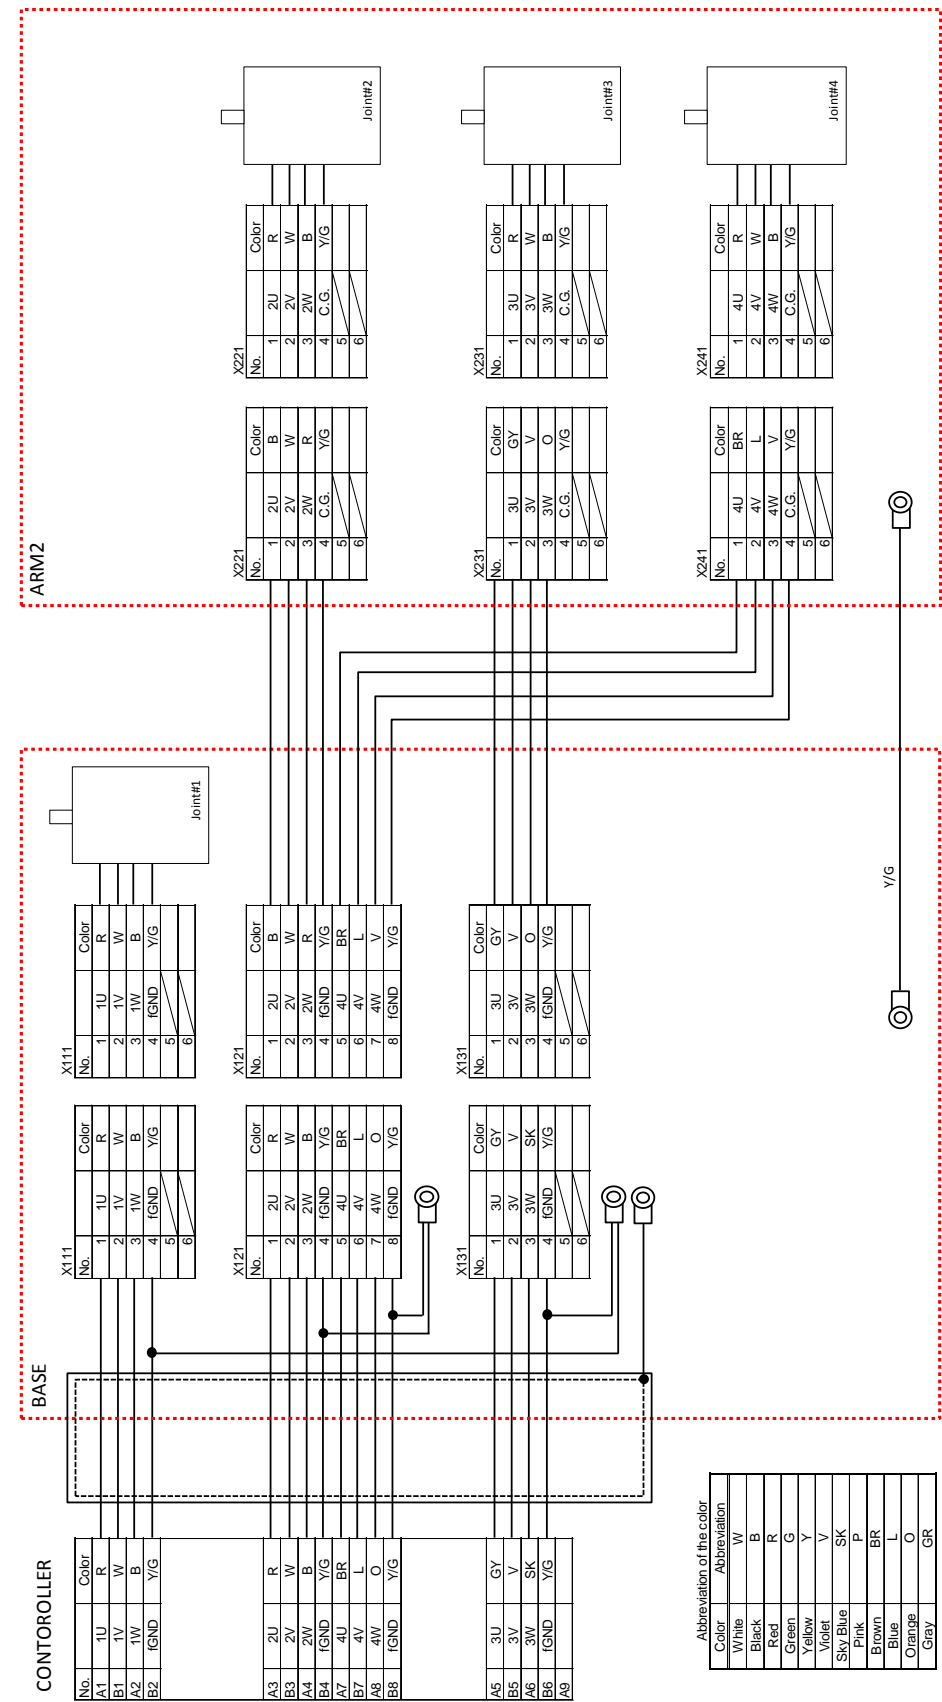 CONTOROLLER
No. Color
A1 1U R
B1 1V W
A2 1W B
B2 fGND Y/G
A3 2U R
B3 2V W
A4 2W B
B4 fGND Y/G
A7 4U BR
B7 4V L
A8 4W O
B8 fGND Y/G
A5 3U GY
B5 3V V
A6 3W SK
B6 fGND Y/G
A9
Abbreviation of the color
Color Abbreviation
White W
Black B
Red R
Green G
Yellow Y
Violet V
Sky Blue SK
Pink P
Brown BR
Blue L
Orange O
Gray GR
BASE
X111
No. Color
1 1U R
2 1V W
3 1W B
4 fGND Y/G
5
6
X121
No. Color
1 2U R
2 2V W
3 2W B
4 fGND Y/G
5 4U BR
6 4V L
7 4W O
8 fGND Y/G
X131
No. Color
1 3U GY
2 3V V
3 3W SK
4 fGND Y/G
5
6
X111
No. Color
1 1U R
2 1V W
3 1W B
4 fGND Y/G
5
6
X121
No. Color
1 2U B
2 2V W
3 2W R
4 fGND Y/G
5 4U BR
6 4V L
7 4W V
8 fGND Y/G
X131
No. Color
1 3U GY
2 3V V
3 3W O
4 fGND Y/G
5
6
Joint#1
Y/G
ARM2
X221
No. Color
1 2U B
2 2V W
3 2W R
4 C.G. Y/G
5
6
X231
No. Color
1 3U GY
2 3V V
3 3W O
4 C.G. Y/G
5
6
X241
No. Color
1 4U BR
2 4V L
3 4W V
4 C.G. Y/G
5
6
X221
No. Color
1 2U R
2 2V W
3 2W B
4 C.G. Y/G
5
6
X231
No. Color
1 3U R
2 3V W
3 3W B
4 C.G. Y/G
5
6
X241
No. Color
1 4U R
2 4V W
3 4W B
4 C.G. Y/G
5
6
Joint#2
Joint#3
Joint#4